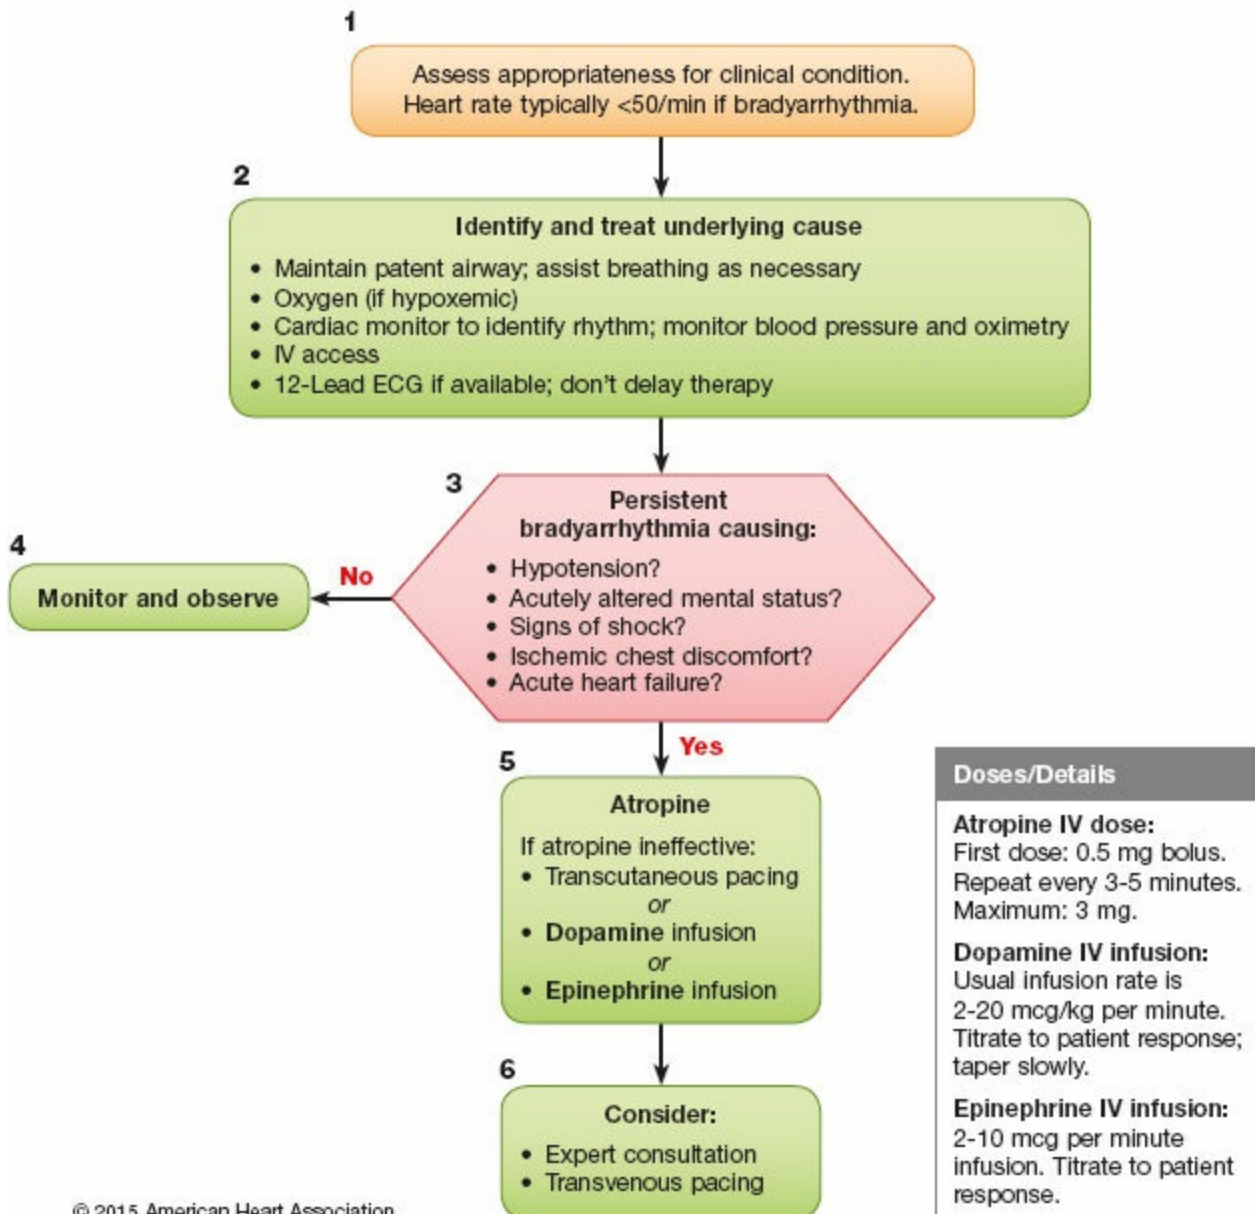 1
Assess appropriateness for clinical condition.
Heart rate typically <50/min if bradyarrhythmia.
2
Identify and treat underlying cause
• Maintain patent airway; assist breathing as necessary
• Oxygen (if hypoxemic)
• Cardiac monitor to identify rhythm; monitor blood pressure and oximetry
• IV access
• 12-Lead ECG if available; don't delay therapy
3
Persistent
bradyarrhythmia causing:
• Hypotension?
• Acutely altered mental status?
• Signs of shock?
• Ischemic chest discomfort?
• Acute heart failure?
No
4
Monitor and observe
Yes
5
Atropine
If atropine ineffective:
• Transcutaneous pacing
or
• Dopamine infusion
or
• Epinephrine infusion
6
Consider:
• Expert consultation
• Transvenous pacing
Doses/Details
Atropine IV dose:
First dose: 0.5 mg bolus.
Repeat every 3-5 minutes.
Maximum: 3 mg.
Dopamine IV infusion:
Usual infusion rate is
2-20 mcg/kg per minute.
Titrate to patient response;
taper slowly.
Epinephrine IV infusion:
2-10 mcg per minute
infusion. Titrate to patient
response.
© 2015 American Heart Association